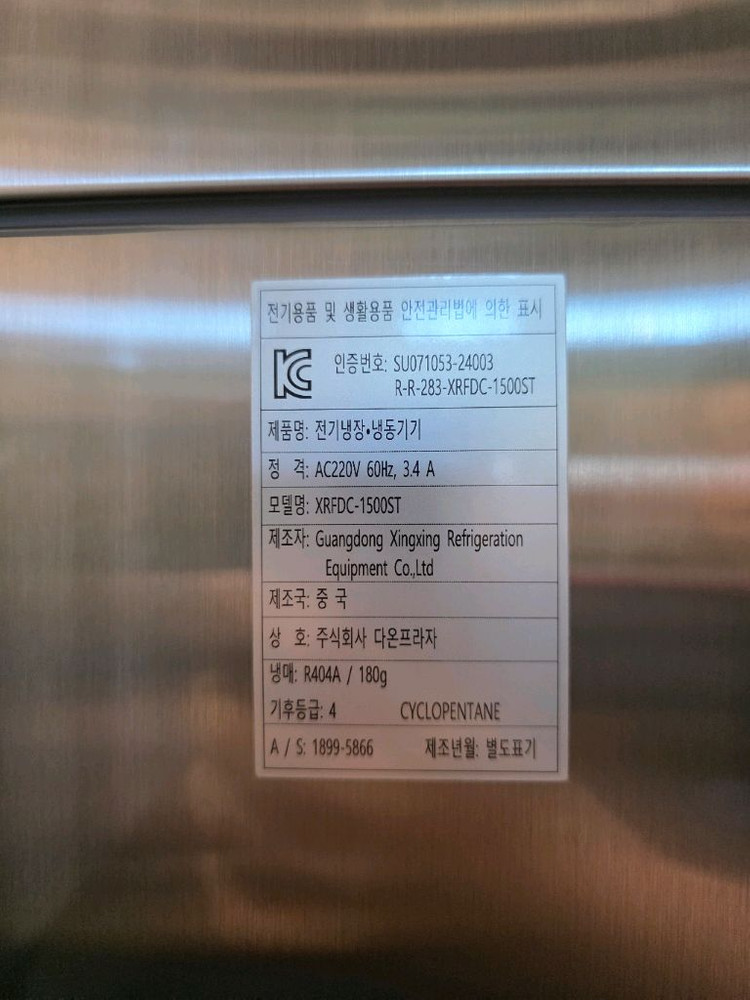 전기용품 및 생활용품 안전관리법에 의한 표시
KC 인증번호: SU071053-24003
R-R-283-XRFDC-1500ST
제품명: 전기냉장•냉동기기
정 격: AC220V 60Hz, 3.4 A
모델명: XRFDC-1500ST
제조자: Guangdong Xingxing Refrigeration
Equipment Co.,Ltd
제조국: 중 국
상 호: 주식회사 다온프라자
냉매: R404A / 180g
기후등급: 4 CYCLOPENTANE
A / S: 1899-5866 제조년월: 별도표기